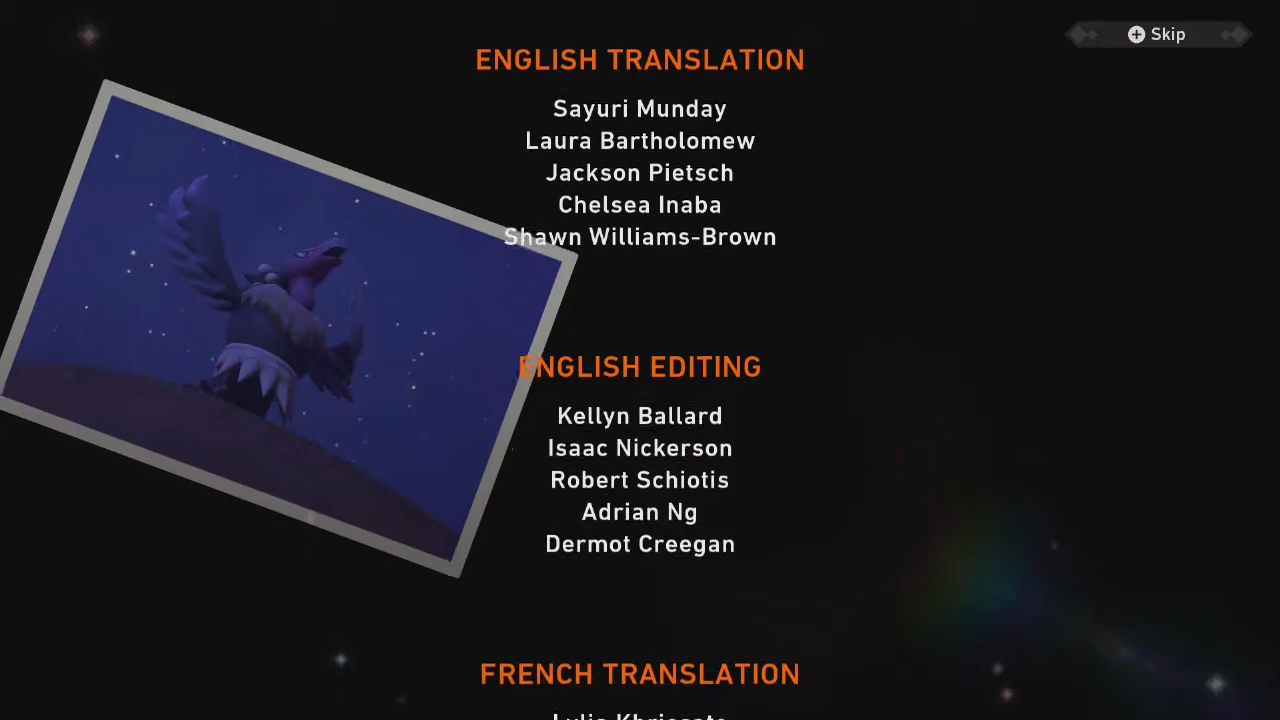 Skip
ENGLISH TRANSLATION
Sayuri Munday
Laura Bartholomew
Jackson Pietsch
Chelsea Inaba
Shawn Williams-Brown
ENGLISH EDITING
Kellyn Ballard
Isaac Nickerson
Robert Schiotis
Adrian Ng
Dermot Creegan
FRENCH TRANSLATION